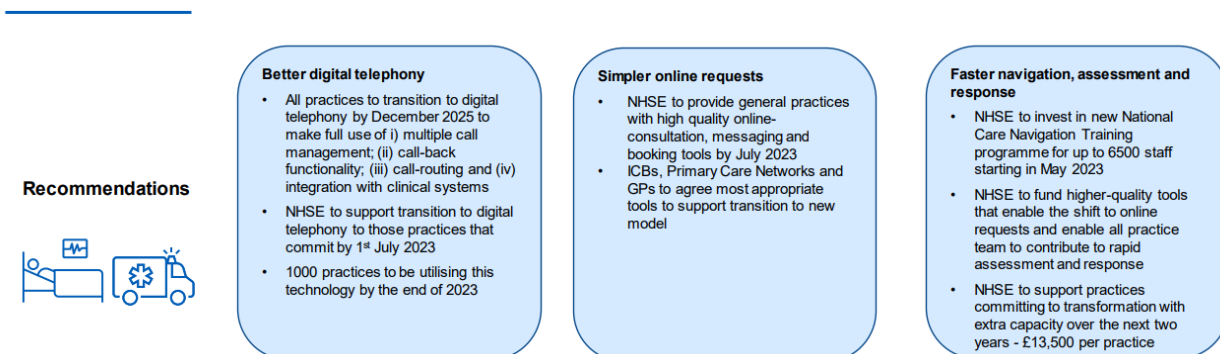 Recommendations
Better digital telephony
• All practices to transition to digital
telephony by December 2025 to
make full use of i) multiple call
management; (ii) call-back
functionality; (iii) call-routing and (iv)
integration with clinical systems
• NHSE to support transition to digital
telephony to those practices that
commit by 1st July 2023
• 1000 practices to be utilising this
technology by the end of 2023
Simpler online requests
• NHSE to provide general practices
with high quality online-
consultation, messaging and
booking tools by July 2023
• ICBs, Primary Care Networks and
GPs to agree most appropriate
tools to support transition to new
model
Faster navigation, assessment and
response
• NHSE to invest in new National
Care Navigation Training
programme for up to 6500 staff
starting in May 2023
• NHSE to fund higher-quality tools
that enable the shift to online
requests and enable all practice
team to contribute to rapid
assessment and response
• NHSE to support practices
committing to transformation with
extra capacity over the next two
years - £13,500 per practice